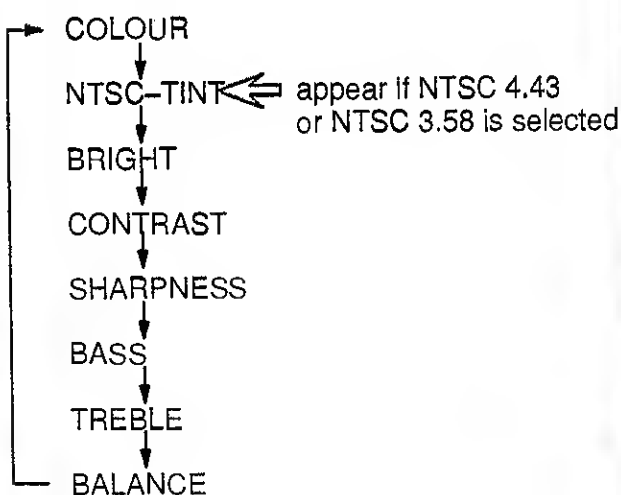 COLOUR
NTSC-TINT appear if NTSC 4.43
or NTSC 3.58 is selected
BRIGHT
CONTRAST
SHARPNESS
BASS
TREBLE
BALANCE